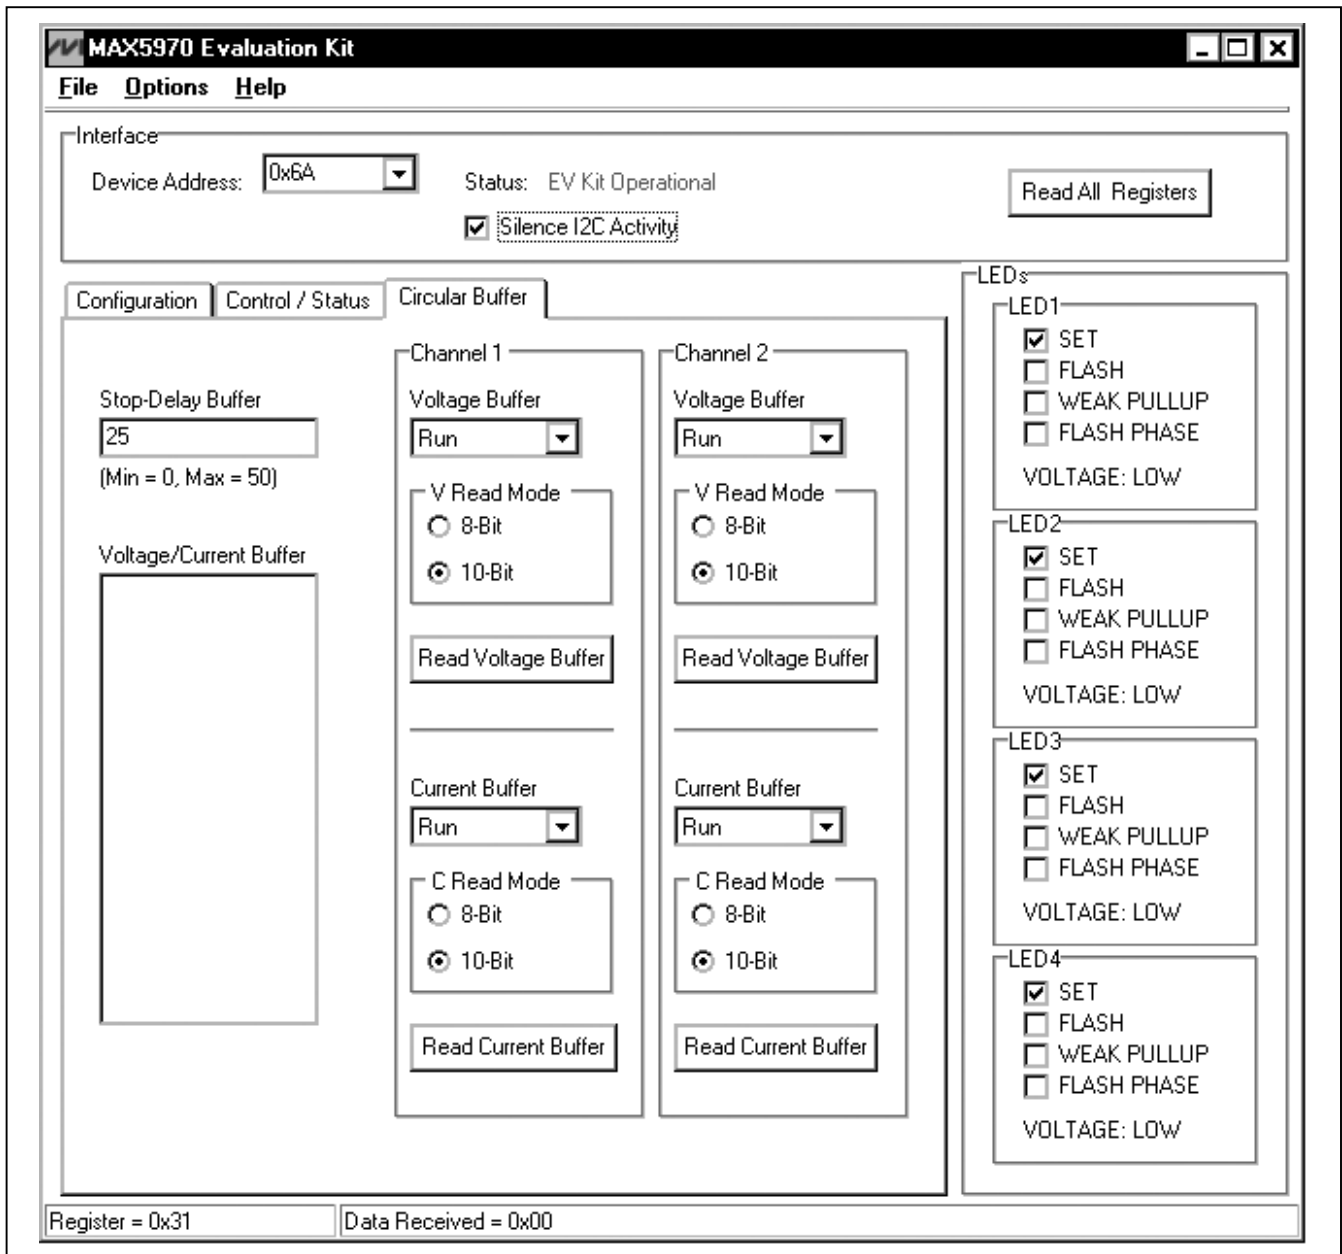 MAX5970 Evaluation Kit
File Options Help
Interface
Device Address: 0x6A
Status: EV Kit Operational
Silence I2C Activity
Read All Registers
Configuration Control / Status Circular Buffer
Stop-Delay Buffer
25
(Min = 0, Max = 50)
Voltage/Current Buffer
Channel 1
Voltage Buffer
Run
V Read Mode
8-Bit
10-Bit
Read Voltage Buffer
Current Buffer
Run
C Read Mode
8-Bit
10-Bit
Read Current Buffer
Channel 2
Voltage Buffer
Run
V Read Mode
8-Bit
10-Bit
Read Voltage Buffer
Current Buffer
Run
C Read Mode
8-Bit
10-Bit
Read Current Buffer
LEDs
LED1
SET
FLASH
WEAK PULLUP
FLASH PHASE
VOLTAGE: LOW
LED2
SET
FLASH
WEAK PULLUP
FLASH PHASE
VOLTAGE: LOW
LED3
SET
FLASH
WEAK PULLUP
FLASH PHASE
VOLTAGE: LOW
LED4
SET
FLASH
WEAK PULLUP
FLASH PHASE
VOLTAGE: LOW
Register = 0x31
Data Received = 0x00